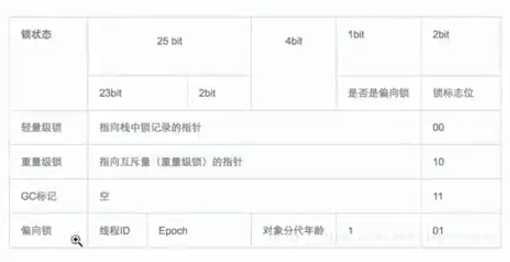 锁状态 25 bit 4bit 1bit 2bit
23bit 2bit 是否是偏向锁 锁标志位
轻量级锁 指向栈中锁记录的指针 00
重量级锁 指向互斥量（重量级锁）的指针 10
GC标记 空 11
偏向锁 线程ID Epoch 对象分代年龄 1 01